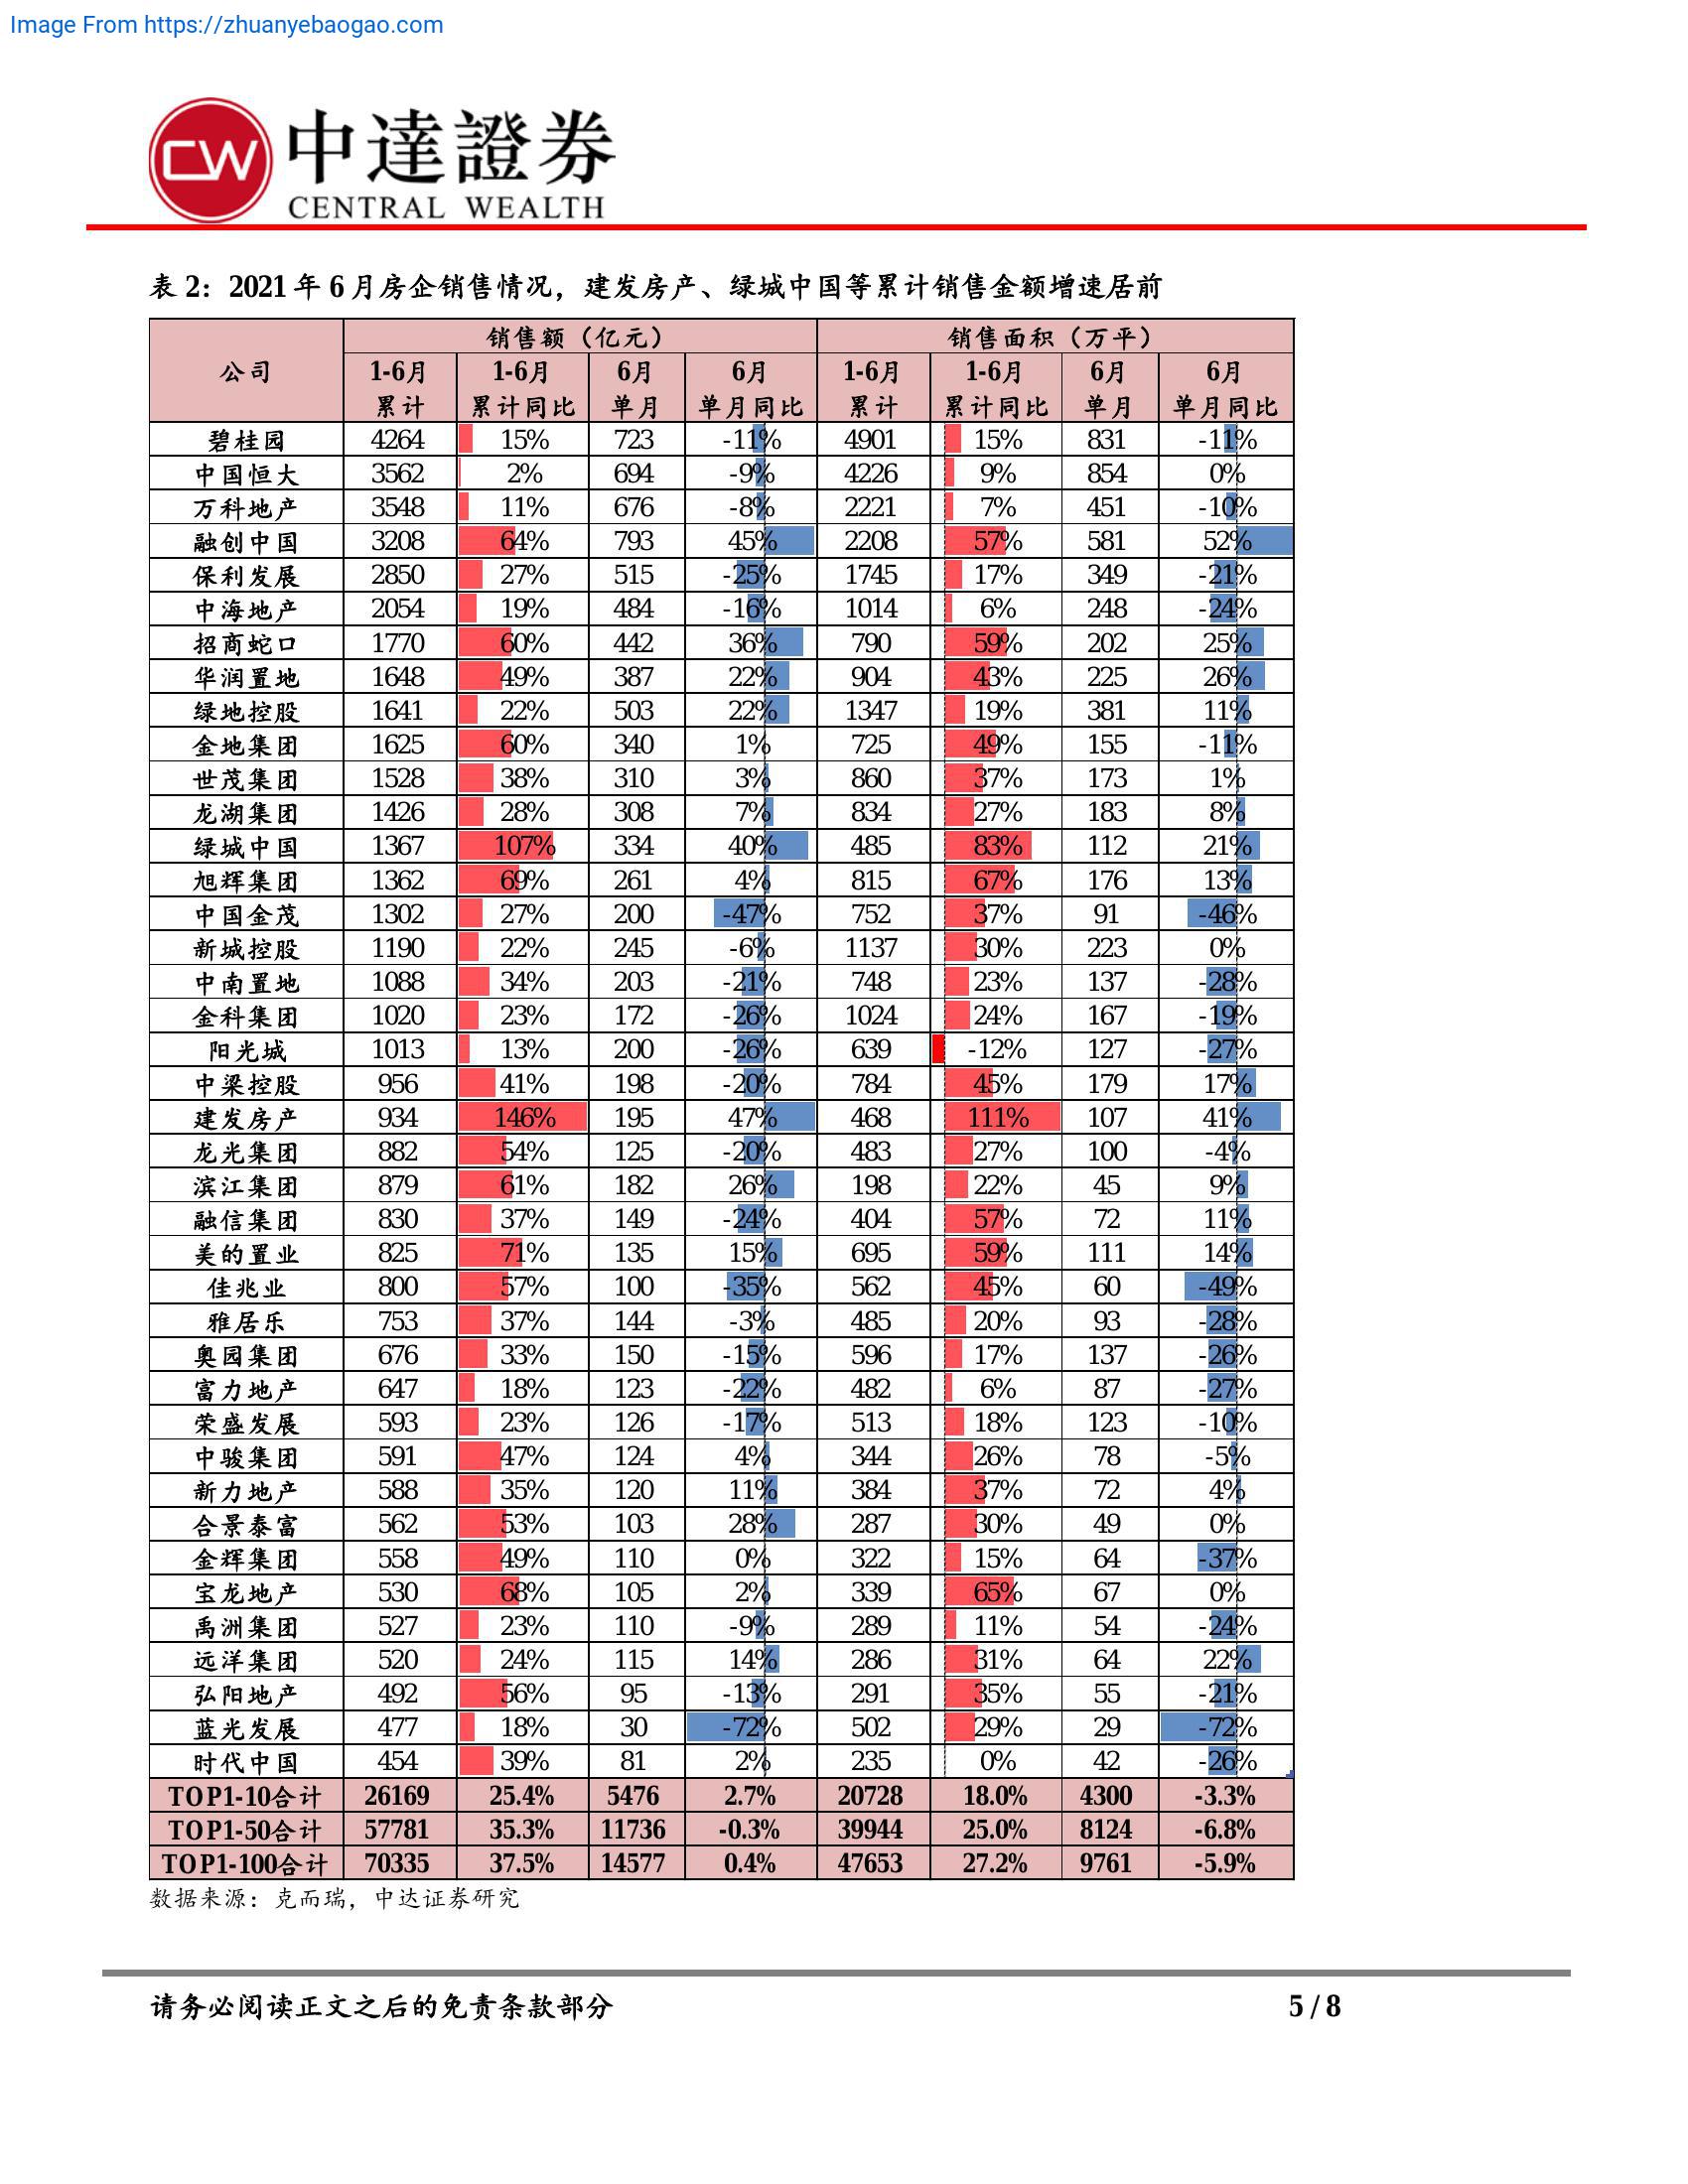 Image From https://zhuanyebaogao.com
CW
中達證券
CENTRAL WEALTH
表 2：2021 年 6 月房企销售情况，建发房产、绿城中国等累计销售金额增速居前
公司 销售额（亿元） 销售面积（万平）
1-6月 1-6月 6月 6月 1-6月 1-6月 6月 6月
累计 累计同比 单月 单月同比 累计 累计同比 单月 单月同比
碧桂园 4264 15% 723 -11% 4901 15% 831 -11%
中国恒大 3562 2% 694 -9% 4226 9% 854 0%
万科地产 3548 11% 676 -8% 2221 7% 451 -10%
融创中国 3208 64% 793 45% 2208 57% 581 52%
保利发展 2850 27% 515 -25% 1745 17% 349 -21%
中海地产 2054 19% 484 -16% 1014 6% 248 -24%
招商蛇口 1770 60% 442 36% 790 59% 202 25%
华润置地 1648 49% 387 22% 904 43% 225 26%
绿地控股 1641 22% 503 22% 1347 19% 381 11%
金地集团 1625 60% 340 1% 725 49% 155 -11%
世茂集团 1528 38% 310 3% 860 37% 173 1%
龙湖集团 1426 28% 308 7% 834 27% 183 8%
绿城中国 1367 107% 334 40% 485 83% 112 21%
旭辉集团 1362 69% 261 4% 815 67% 176 13%
中国金茂 1302 27% 200 -47% 752 37% 91 -46%
新城控股 1190 22% 245 -6% 1137 30% 223 0%
中南置地 1088 34% 203 -21% 748 23% 137 -28%
金科集团 1020 23% 172 -26% 1024 24% 167 -19%
阳光城 1013 13% 200 -26% 639 -12% 127 -27%
中梁控股 956 41% 198 -20% 784 45% 179 17%
建发房产 934 146% 195 47% 468 111% 107 41%
龙光集团 882 54% 125 -20% 483 27% 100 -4%
滨江集团 879 61% 182 26% 198 22% 45 9%
融信集团 830 37% 149 -24% 404 57% 72 11%
美的置业 825 71% 135 15% 695 59% 111 14%
佳兆业 800 57% 100 -35% 562 45% 60 -49%
雅居乐 753 37% 144 -3% 485 20% 93 -28%
奥园集团 676 33% 150 -15% 596 17% 137 -26%
富力地产 647 18% 123 -22% 482 6% 87 -27%
荣盛发展 593 23% 126 -17% 513 18% 123 -10%
中骏集团 591 47% 124 4% 344 26% 78 -5%
新力地产 588 35% 120 11% 384 37% 72 4%
合景泰富 562 53% 103 28% 287 30% 49 0%
金辉集团 558 49% 110 0% 322 15% 64 -37%
宝龙地产 530 68% 105 2% 339 65% 67 0%
禹洲集团 527 23% 110 -9% 289 11% 54 -24%
远洋集团 520 24% 115 14% 286 31% 64 22%
弘阳地产 492 56% 95 -13% 291 35% 55 -21%
蓝光发展 477 18% 30 -72% 502 29% 29 -72%
时代中国 454 39% 81 2% 235 0% 42 -26%
TOP1-10合计 26169 25.4% 5476 2.7% 20728 18.0% 4300 -3.3%
TOP1-50合计 57781 35.3% 11736 -0.3% 39944 25.0% 8124 -6.8%
TOP1-100合计 70335 37.5% 14577 0.4% 47653 27.2% 9761 -5.9%
数据来源：克而瑞，中达证券研究
请务必阅读正文之后的免责条款部分 5 / 8